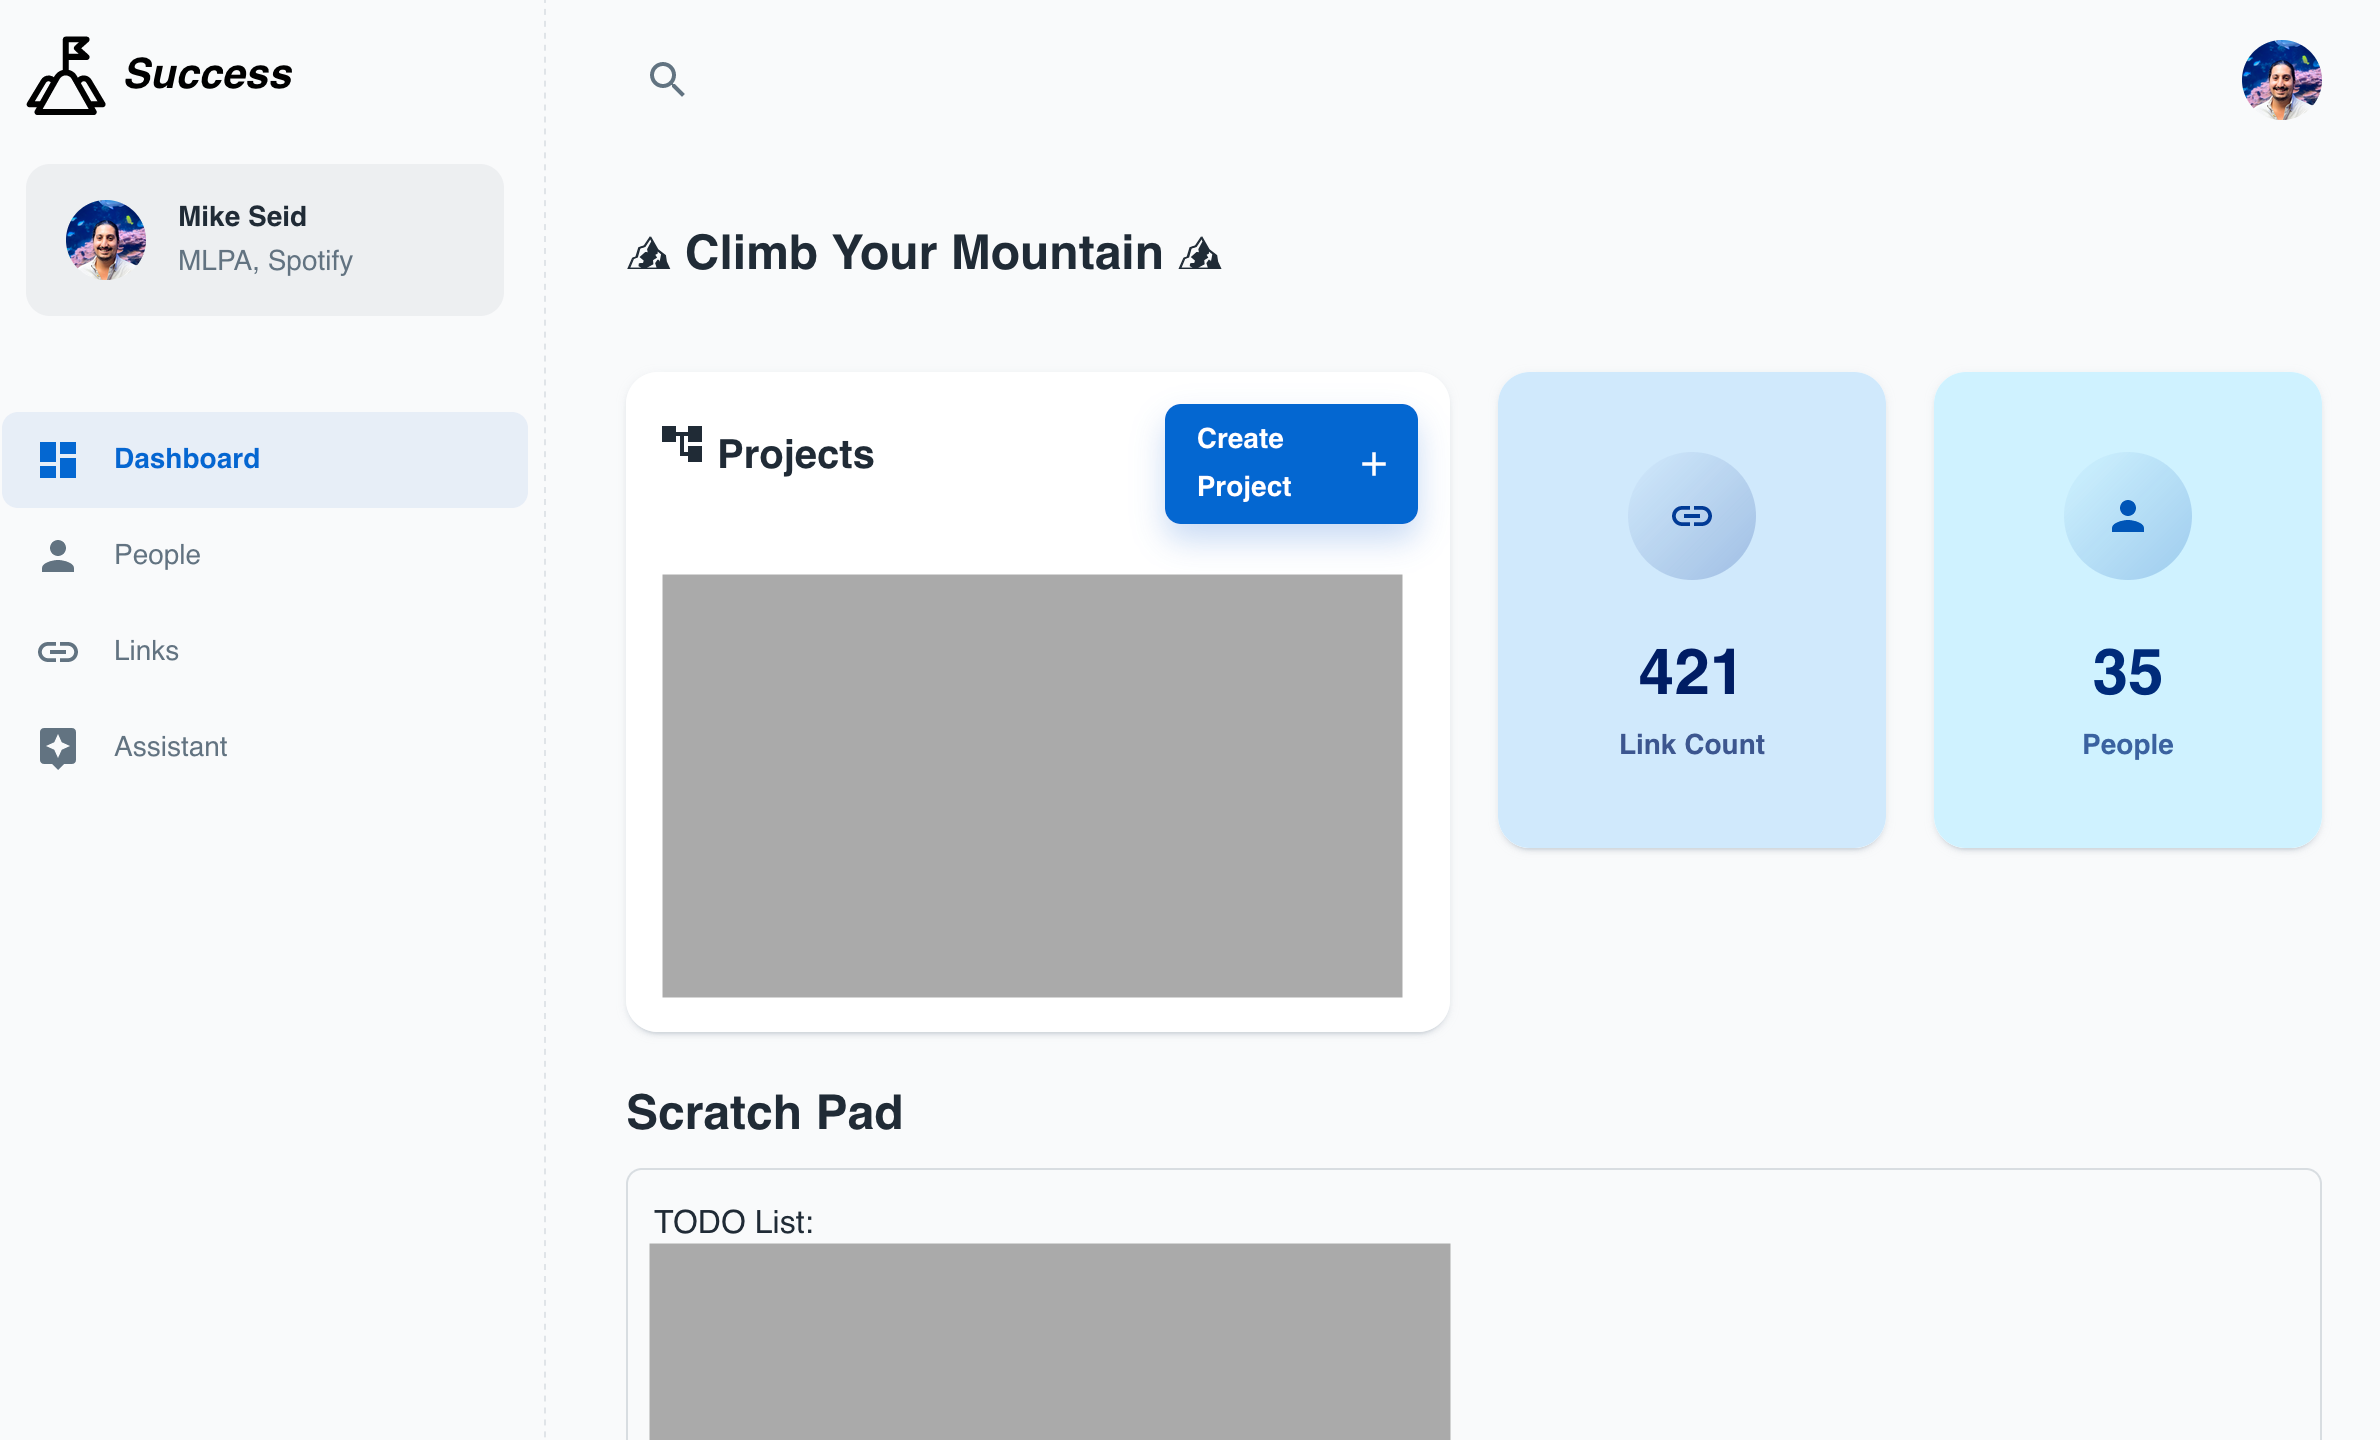 Success
Mike Seid
MLPA, Spotify
Dashboard
People
Links
Assistant
Climb Your Mountain
Projects
Create
Project
421
Link Count
35
People
Scratch Pad
TODO List: